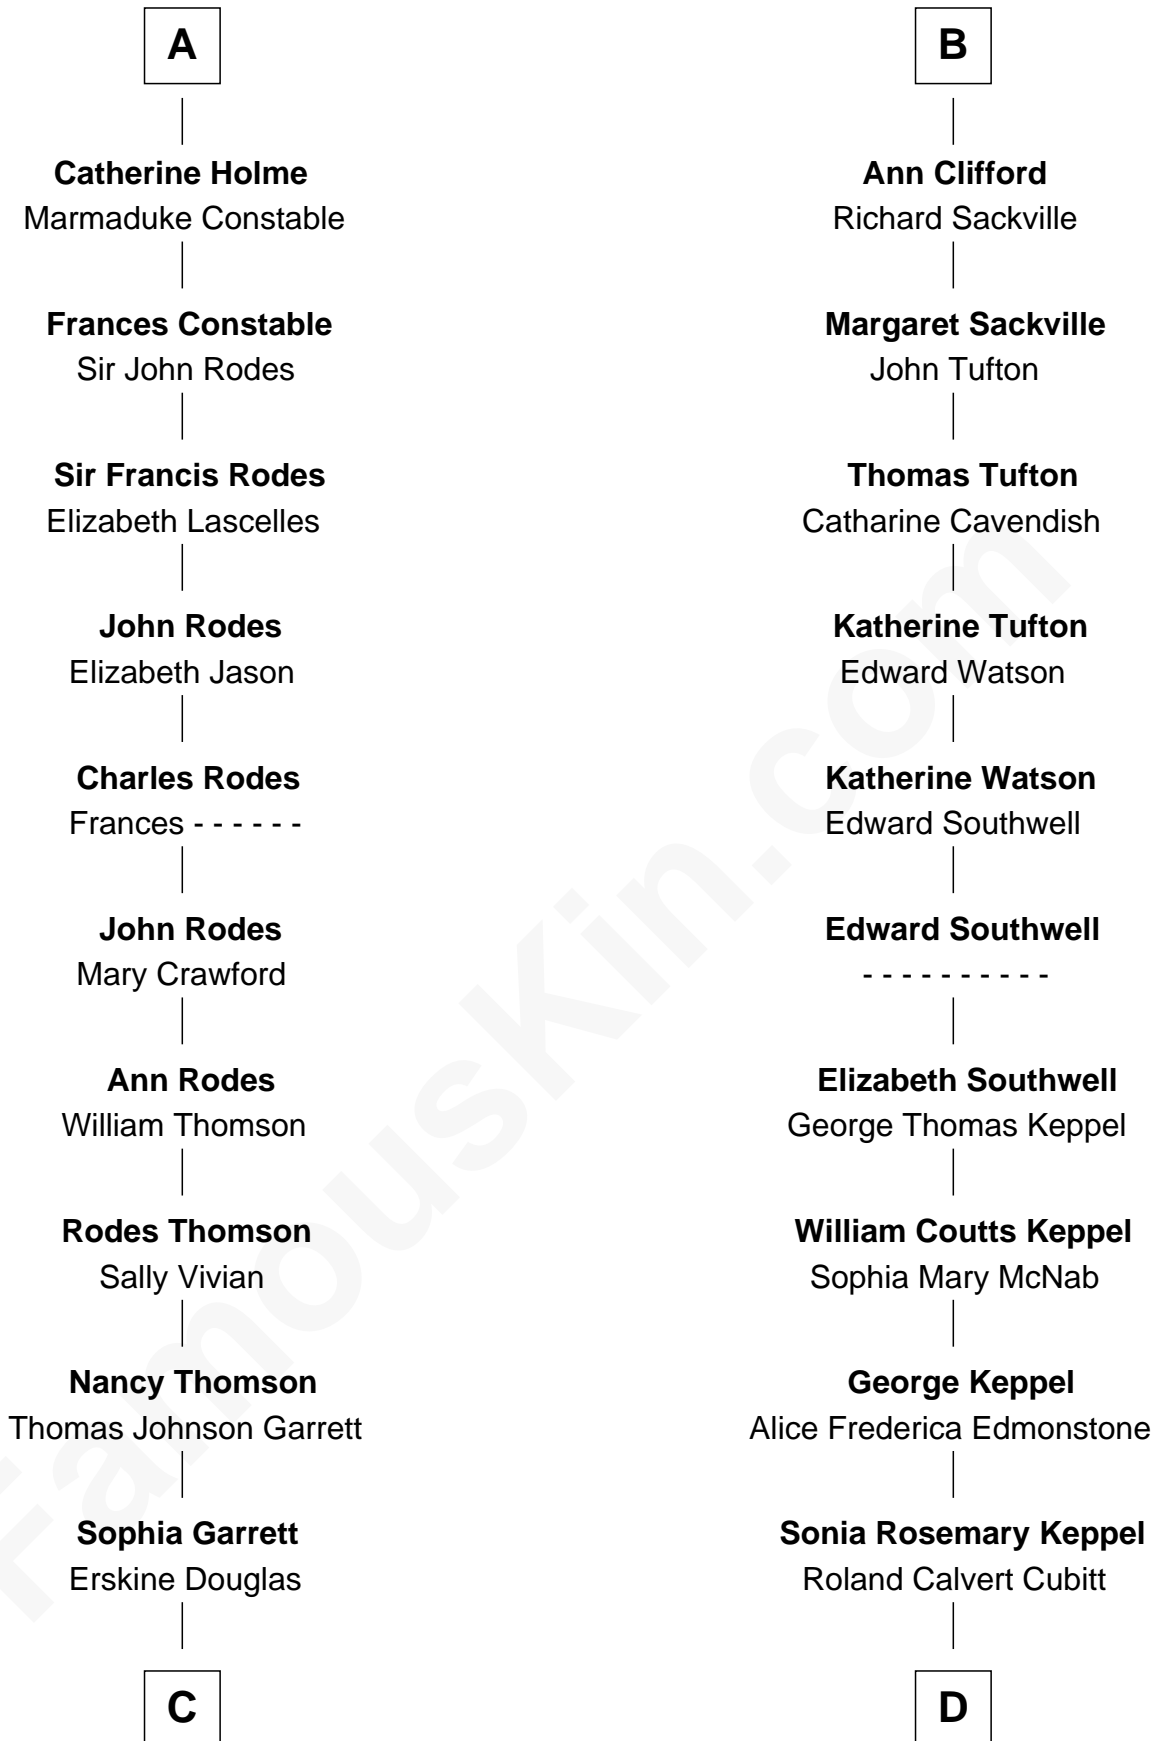 A
Catherine Holme
Marmaduke Constable
Frances Constable
Sir John Rodes
Sir Francis Rodes
Elizabeth Lascelles
John Rodes
Elizabeth Jason
Charles Rodes
Frances - - - - - -
John Rodes
Mary Crawford
Ann Rodes
William Thomson
Rodes Thomson
Sally Vivian
Nancy Thomson
Thomas Johnson Garrett
Sophia Garrett
Erskine Douglas
C
B
Ann Clifford
Richard Sackville
Margaret Sackville
John Tufton
Thomas Tufton
Catharine Cavendish
Katherine Tufton
Edward Watson
Katherine Watson
Edward Southwell
Edward Southwell
- - - - - - - - - -
Elizabeth Southwell
George Thomas Keppel
William Coutts Keppel
Sophia Mary McNab
George Keppel
Alice Frederica Edmonstone
Sonia Rosemary Keppel
Roland Calvert Cubitt
D
FamousKin.com